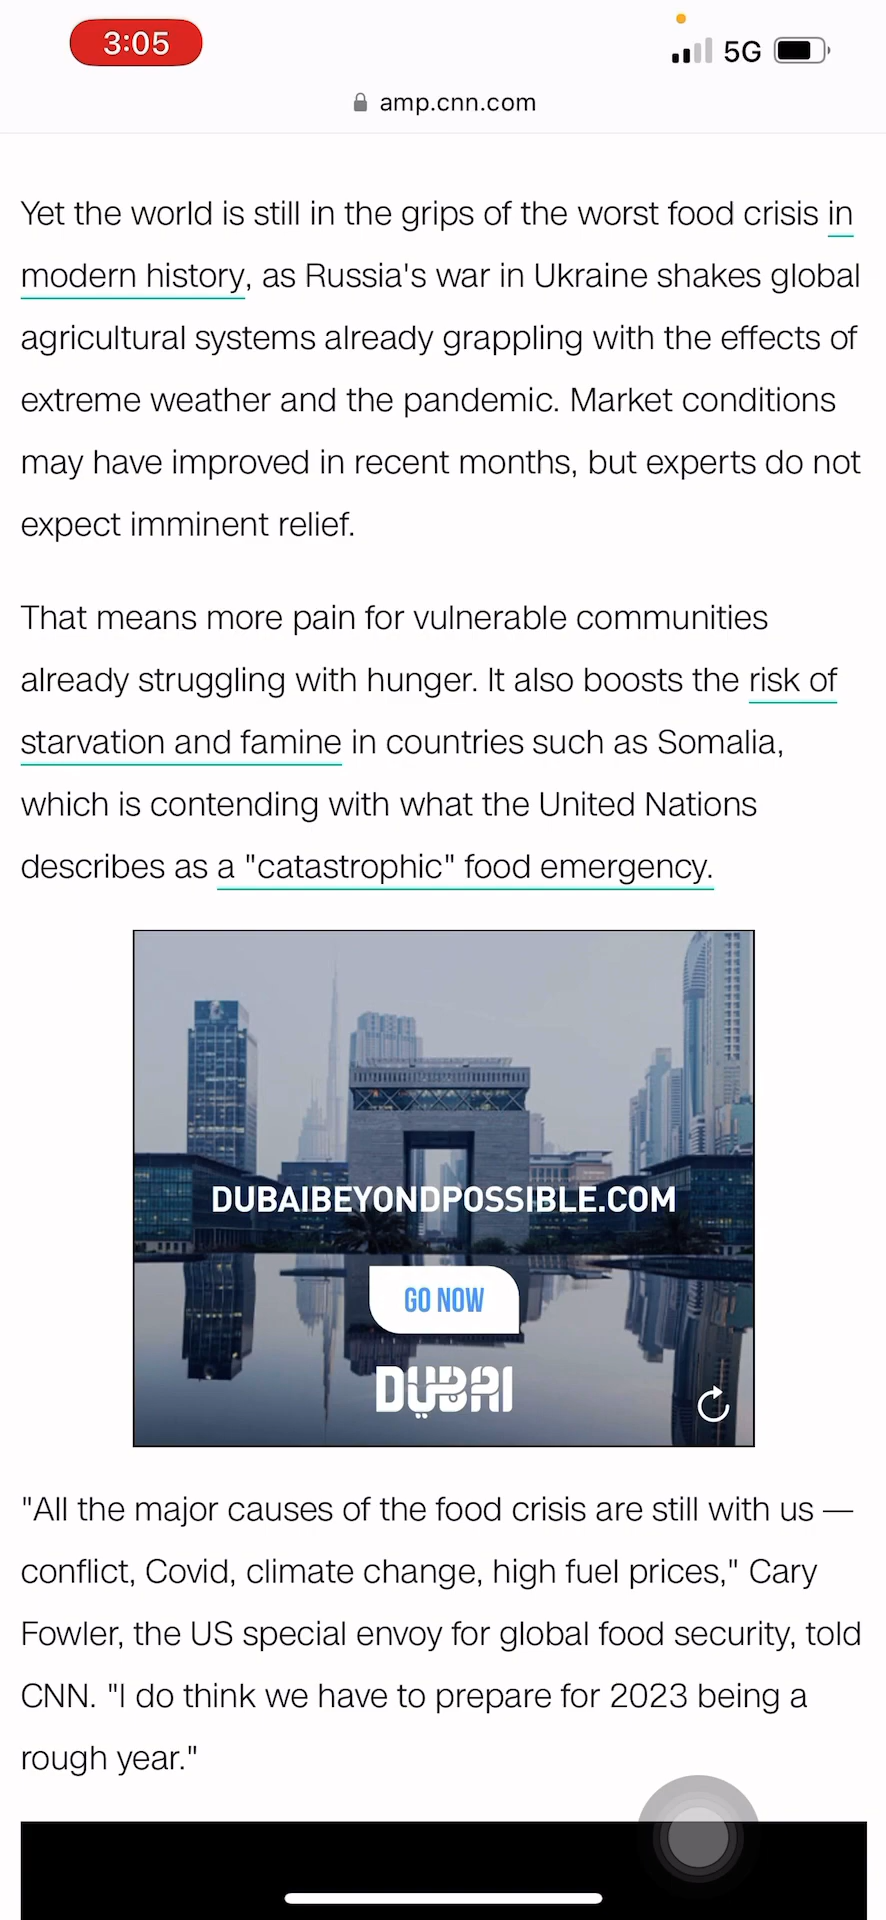 3:05
5G
amp.cnn.com
Yet the world is still in the grips of the worst food crisis in
modern history, as Russia's war in Ukraine shakes global
agricultural systems already grappling with the effects of
extreme weather and the pandemic. Market conditions
may have improved in recent months, but experts do not
expect imminent relief.
That means more pain for vulnerable communities
already struggling with hunger. It also boosts the risk of
starvation and famine in countries such as Somalia,
which is contending with what the United Nations
describes as a "catastrophic" food emergency.
DUBAIBEYONDPOSSIBLE.COM
GO NOW
DUBAI
"All the major causes of the food crisis are still with us —
conflict, Covid, climate change, high fuel prices," Cary
Fowler, the US special envoy for global food security, told
CNN. "I do think we have to prepare for 2023 being a
rough year."